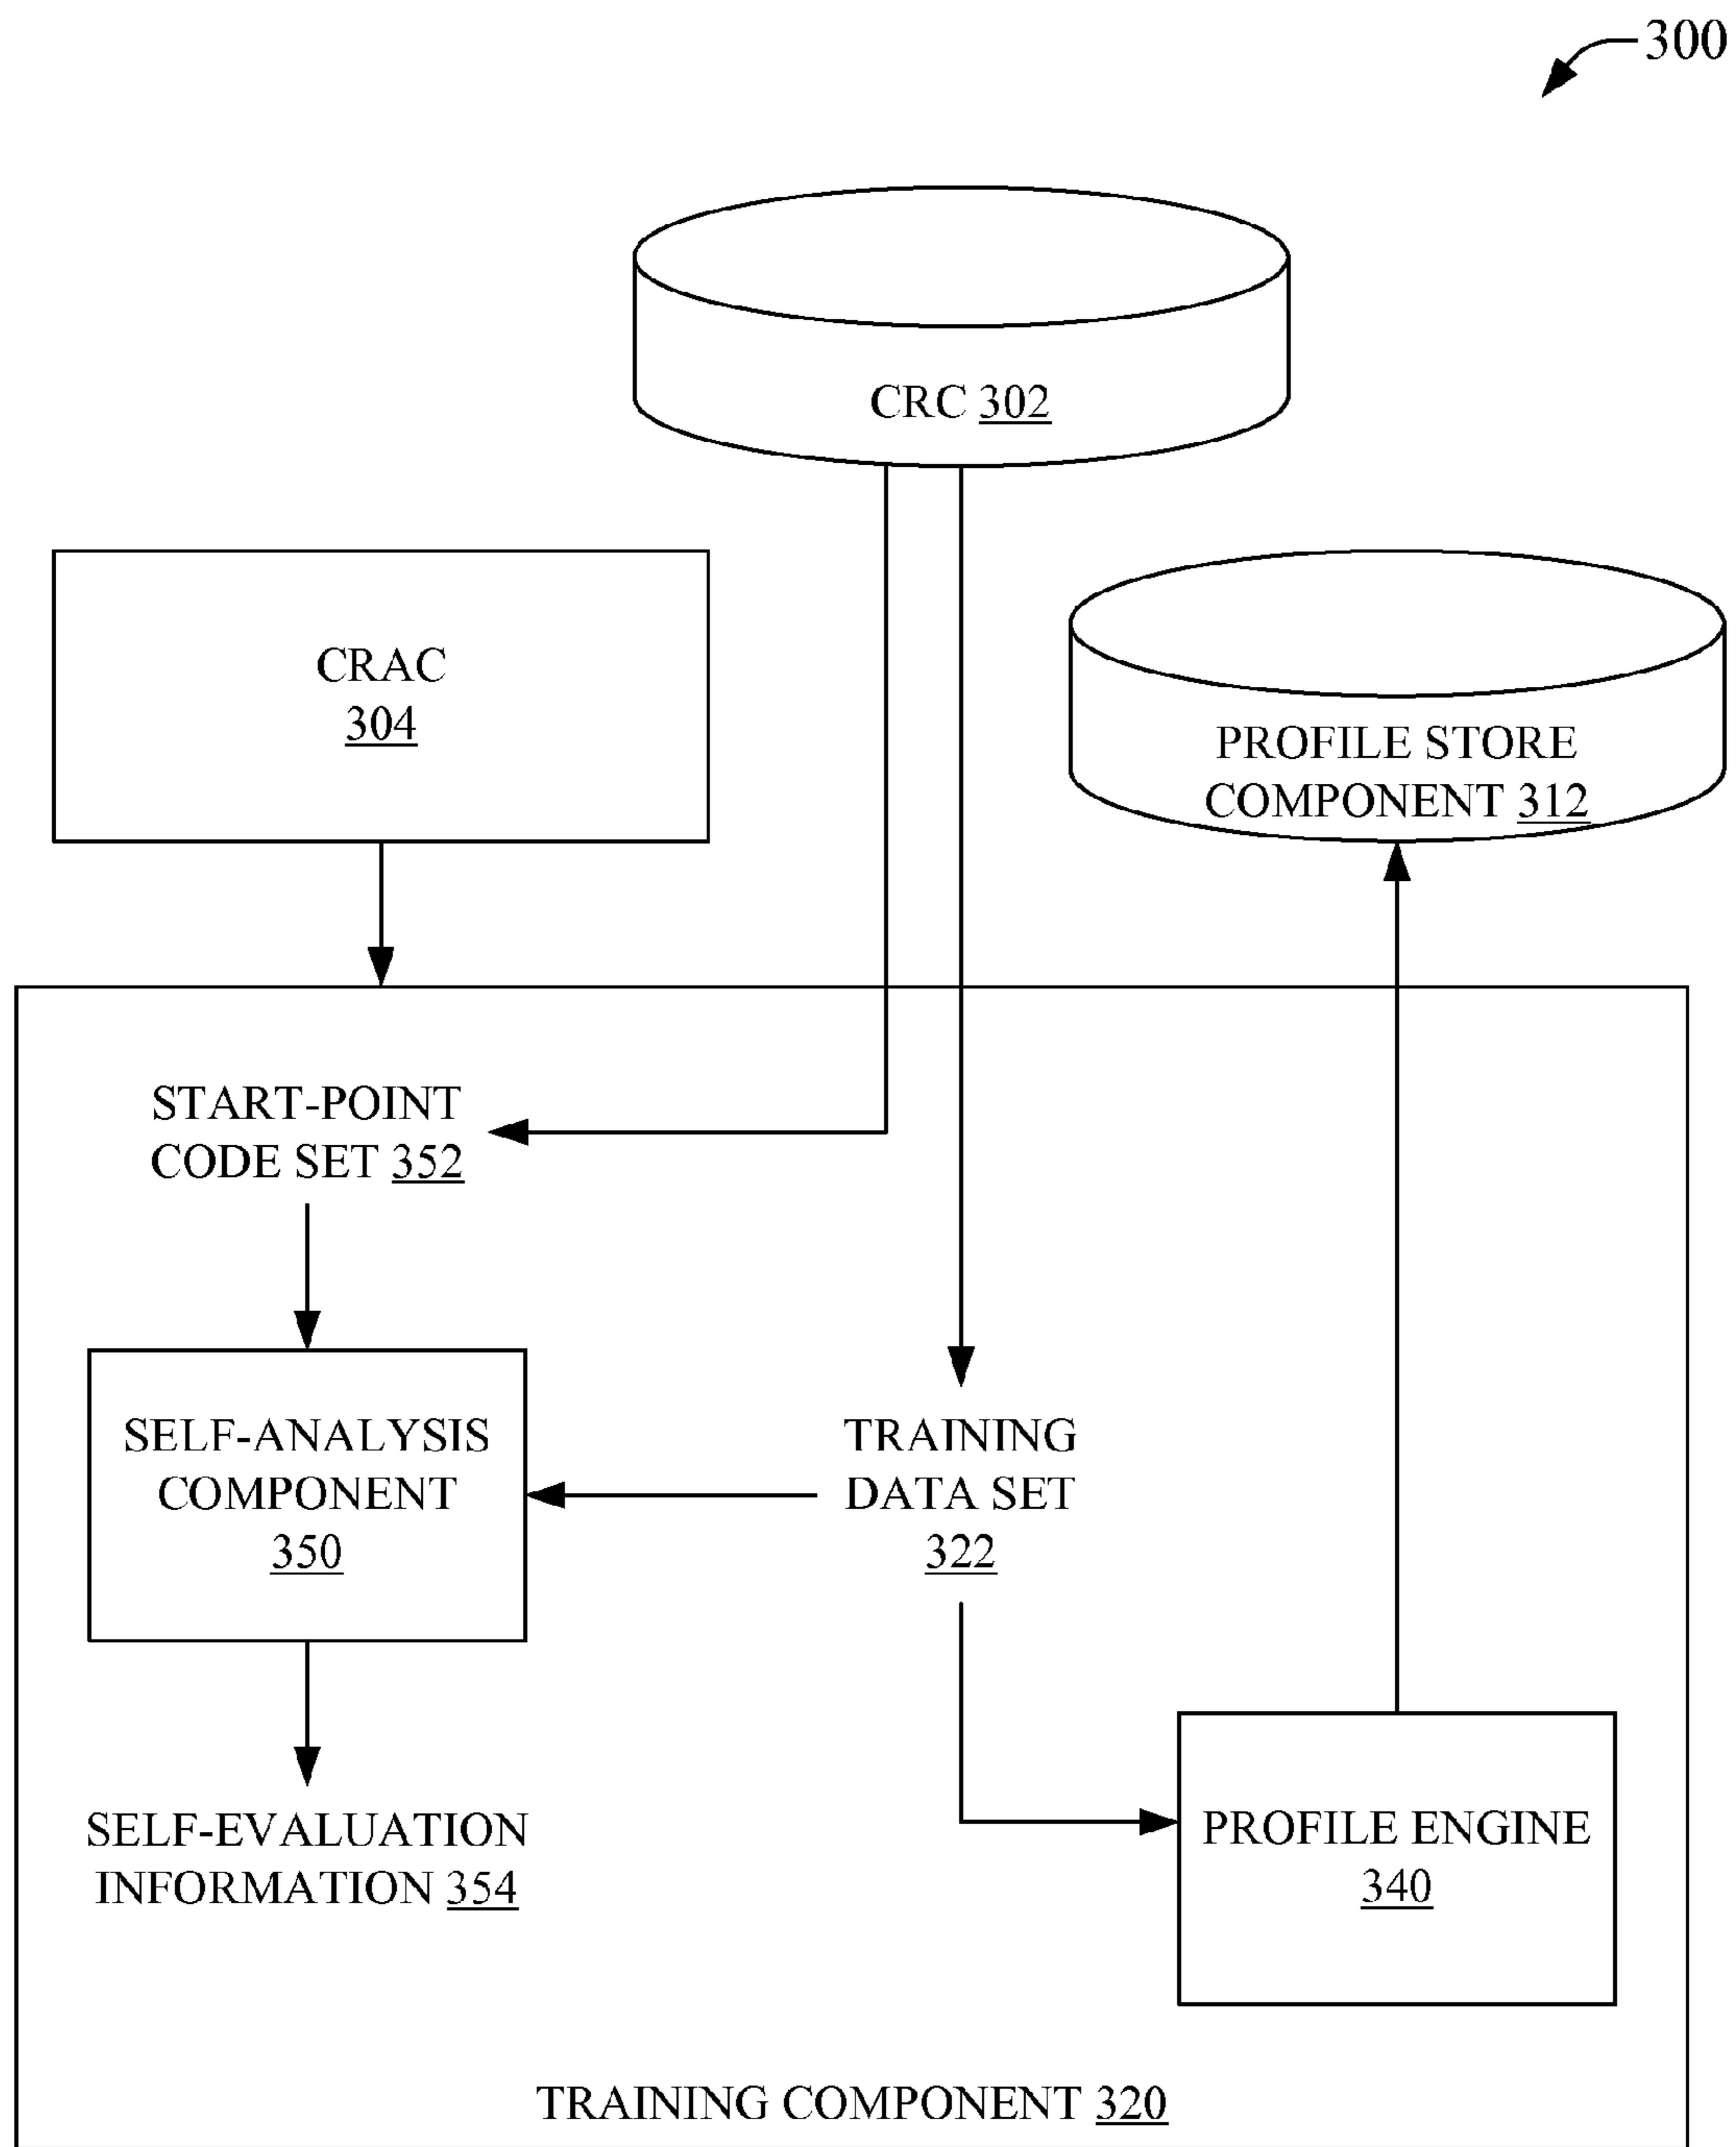 300
CRC 302
CRAC
304
PROFILE STORE
COMPONENT 312
START-POINT
CODE SET 352
SELF-ANALYSIS
COMPONENT
350
TRAINING
DATA SET
322
SELF-EVALUATION
INFORMATION 354
PROFILE ENGINE
340
TRAINING COMPONENT 320